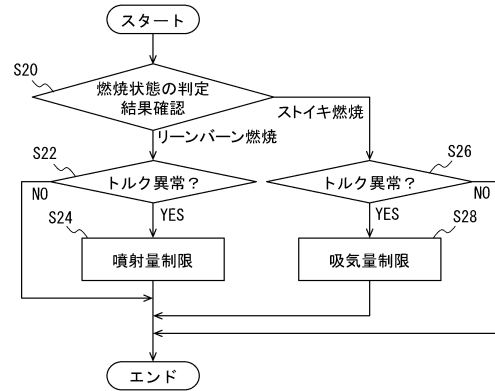 スタート
S20
燃焼状態の判定
結果確認
ストイキ燃焼
リーンバーン燃焼
S22
トルク異常?
NO
YES
S26
トルク異常?
NO
YES
S24
噴射量制限
S28
吸気量制限
エンド